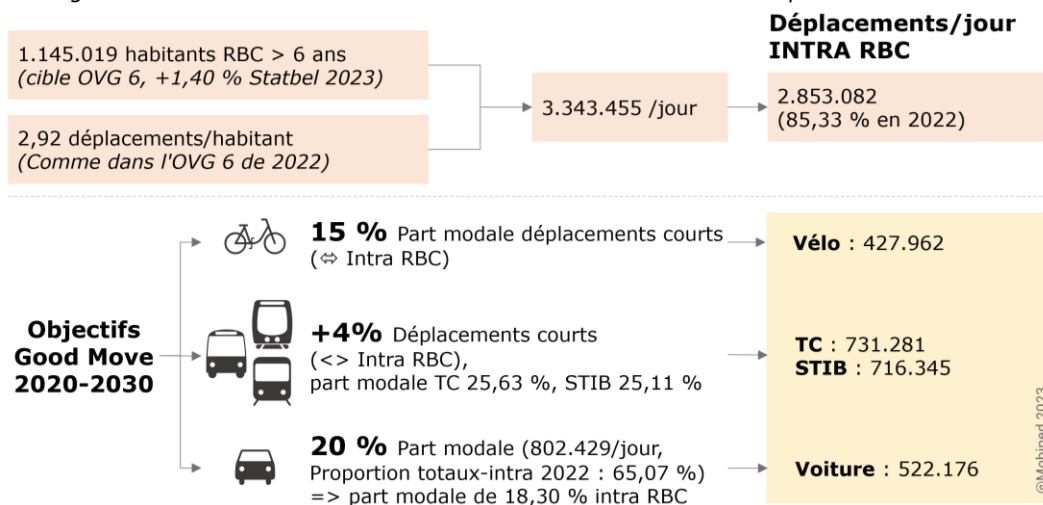 Déplacements/jour
INTRA RBC
1.145.019 habitants RBC > 6 ans
(cible OVG 6, +1,40 % Statbel 2023)
2,92 déplacements/habitant
(Comme dans l'OVG 6 de 2022)
3.343.455 /jour
2.853.082
(85,33 % en 2022)
Objectifs
Good Move
2020-2030
15 % Part modale déplacements courts
(⇔ Intra RBC)
Vélo : 427.962
+4% Déplacements courts
(<> Intra RBC),
part modale TC 25,63 %, STIB 25,11 %
TC : 731.281
STIB : 716.345
20 % Part modale (802.429/jour,
Proportion totaux-intra 2022 : 65,07 %)
=> part modale de 18,30 % intra RBC
Voiture : 522.176
©Mobiped 2023